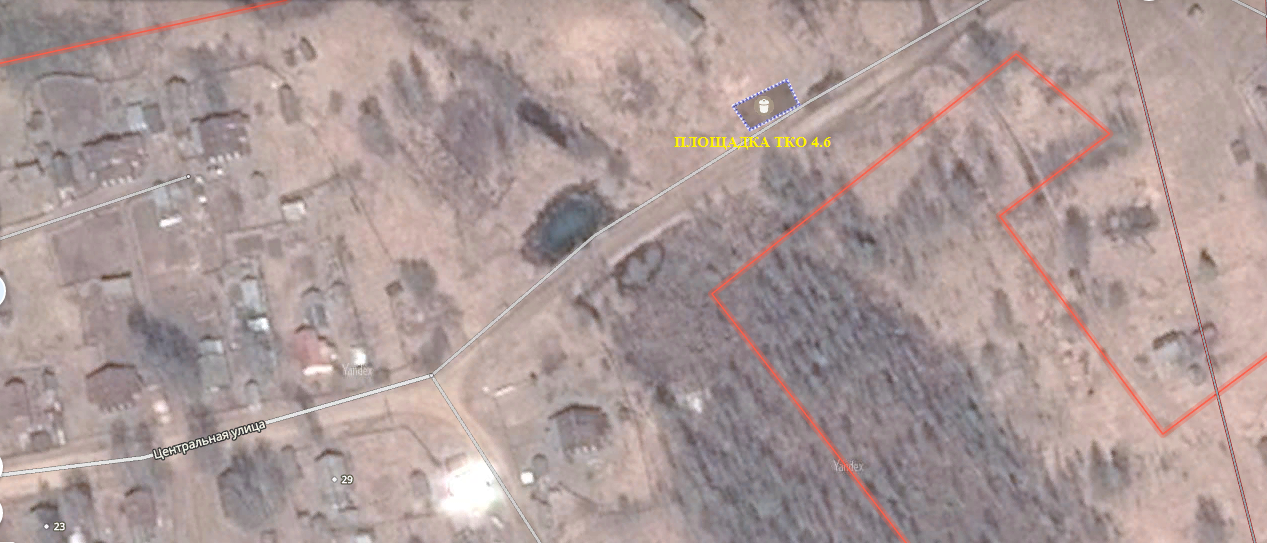 ПЛОЩАДКА ТКО 4.6
Yandex
Центральная улица
Yandex
29
23